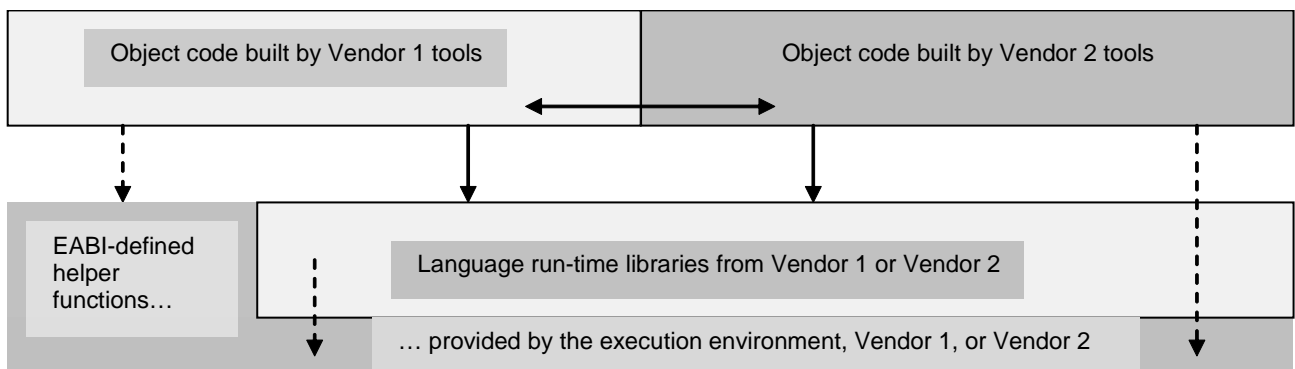 Object code built by Vendor 1 tools
Object code built by Vendor 2 tools
EABI-defined
helper
functions…
Language run-time libraries from Vendor 1 or Vendor 2
… provided by the execution environment, Vendor 1, or Vendor 2